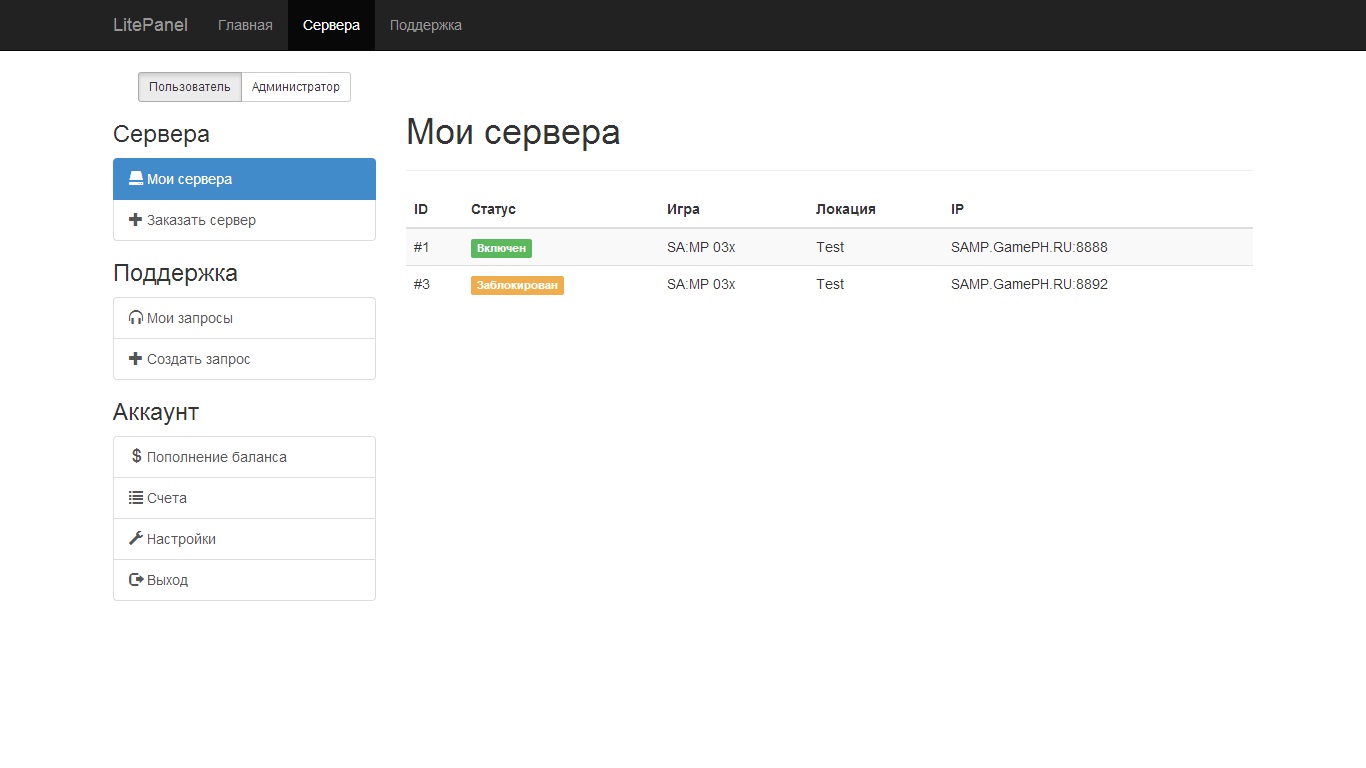 LitePanel Главная Сервера Поддержка
Пользователь Администратор
Сервера
Мои сервера
Заказать сервер
Поддержка
Мои запросы
Создать запрос
Аккаунт
$ Пополнение баланса
Счета
Настройки
Выход
Мои сервера
ID Статус Игра Локация IP
#1 Включен SA:MP 03x Test SAMP.GamePH.RU:8888
#3 Заблокирован SA:MP 03x Test SAMP.GamePH.RU:8892